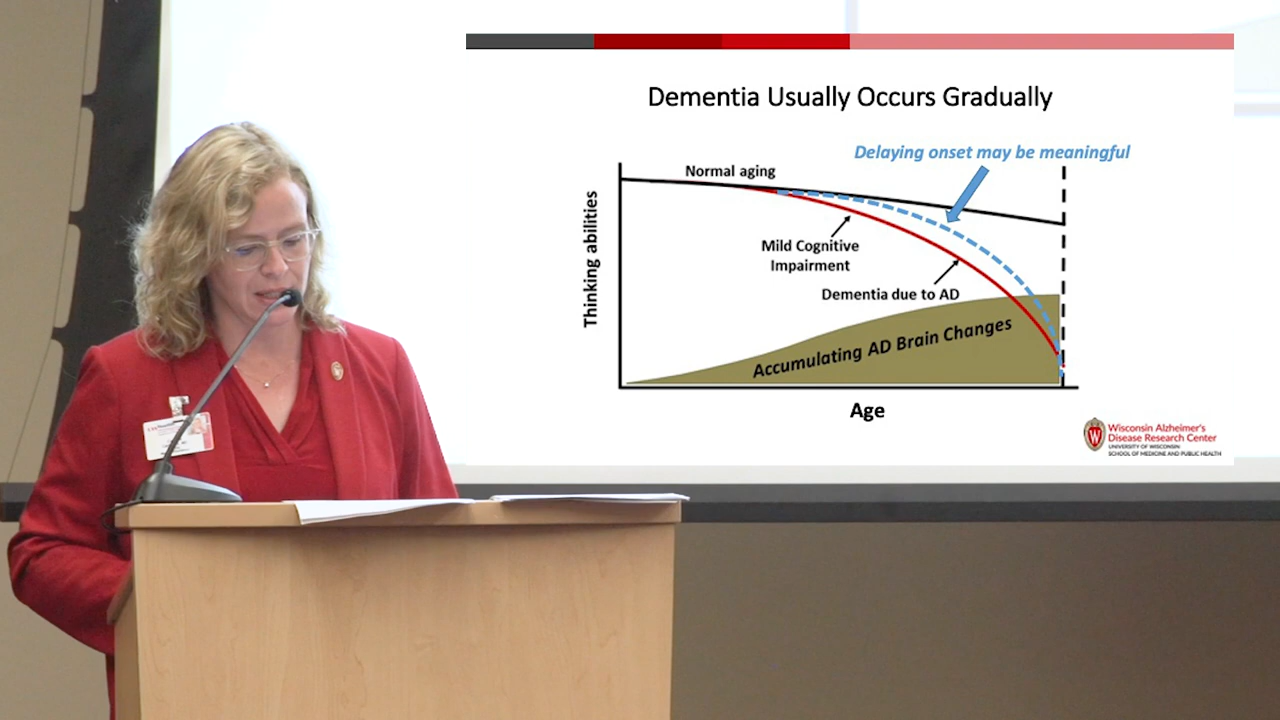 Dementia Usually Occurs Gradually
Delaying onset may be meaningful
Normal aging
Thinking abilities
Mild Cognitive
Impairment
Dementia due to AD
Accumulating AD Brain Changes
Age
Wisconsin Alzheimer's
Disease Research Center
UNIVERSITY OF WISCONSIN
SCHOOL OF MEDICINE AND PUBLIC HEALTH
W